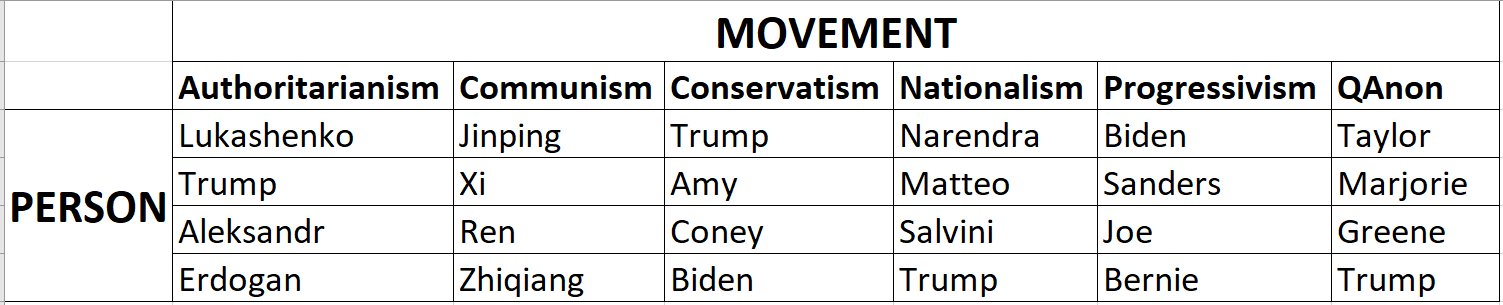 MOVEMENT
Authoritarianism Communism Conservatism Nationalism Progressivism QAnon
Lukashenko Jinping Trump Narendra Biden Taylor
Trump Xi Amy Matteo Sanders Marjorie
PERSON
Aleksandr Ren Coney Salvini Joe Greene
Erdogan Zhiqiang Biden Trump Bernie Trump